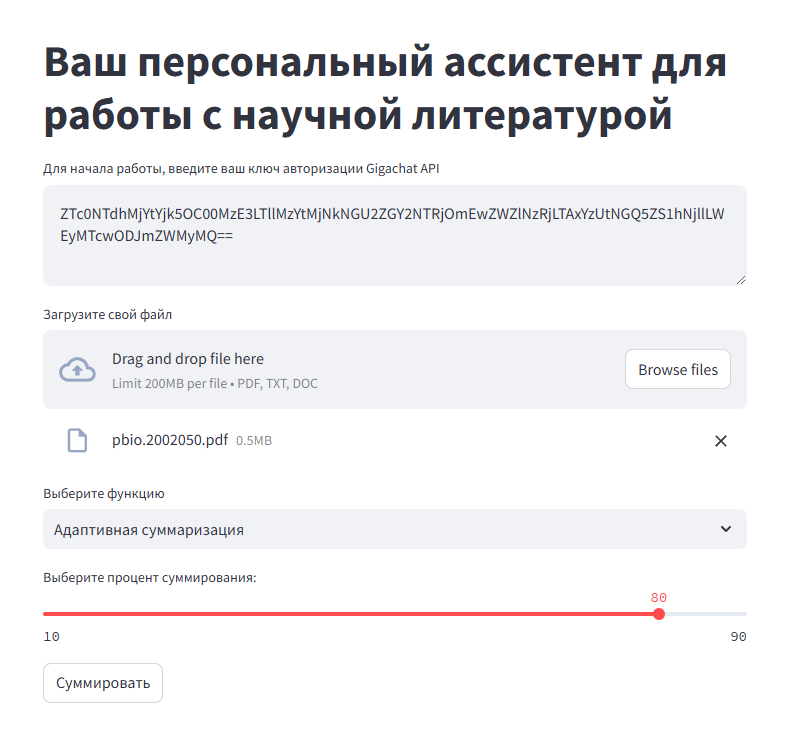 Ваш персональный ассистент для
работы с научной литературой
Для начала работы, введите ваш ключ авторизации Gigachat API
ZTc0NTdhMjYtYjk5OC00MzE3LTllMzYtMjNkNGU2ZGY2NTRjOmEwZWZlNzRjLTAxYzUtNGQ5ZS1hNjllLW
EyMTcwODJmZWMyMQ==
Загрузите свой файл
Drag and drop file here
Limit 200MB per file • PDF, TXT, DOC
Browse files
pbio.2002050.pdf 0.5MB
Выберите функцию
Адаптивная суммаризация
Выберите процент суммирования:
80
10 90
Суммировать